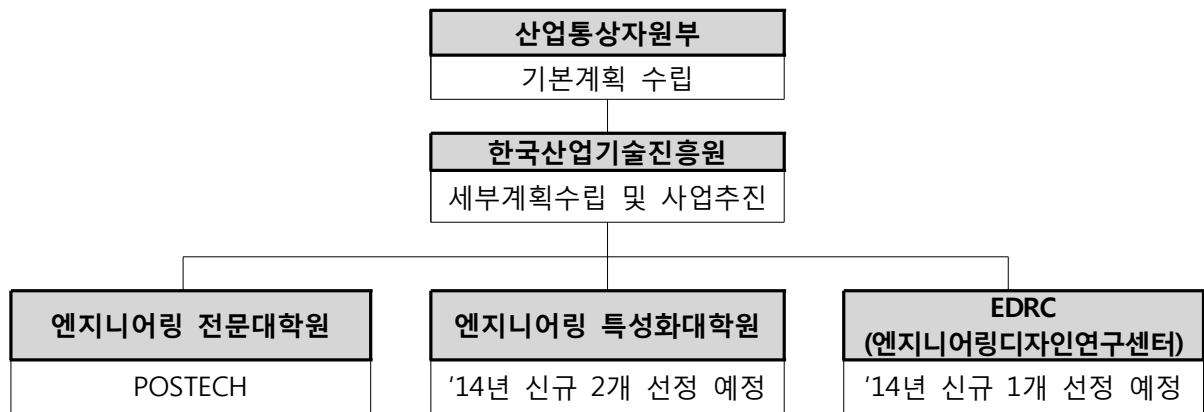 산업통상자원부
기본계획 수립
한국산업기술진흥원
세부계획수립 및 사업추진
엔지니어링 전문대학원
POSTECH
엔지니어링 특성화대학원
'14년 신규 2개 선정 예정
EDRC
(엔지니어링디자인연구센터)
'14년 신규 1개 선정 예정